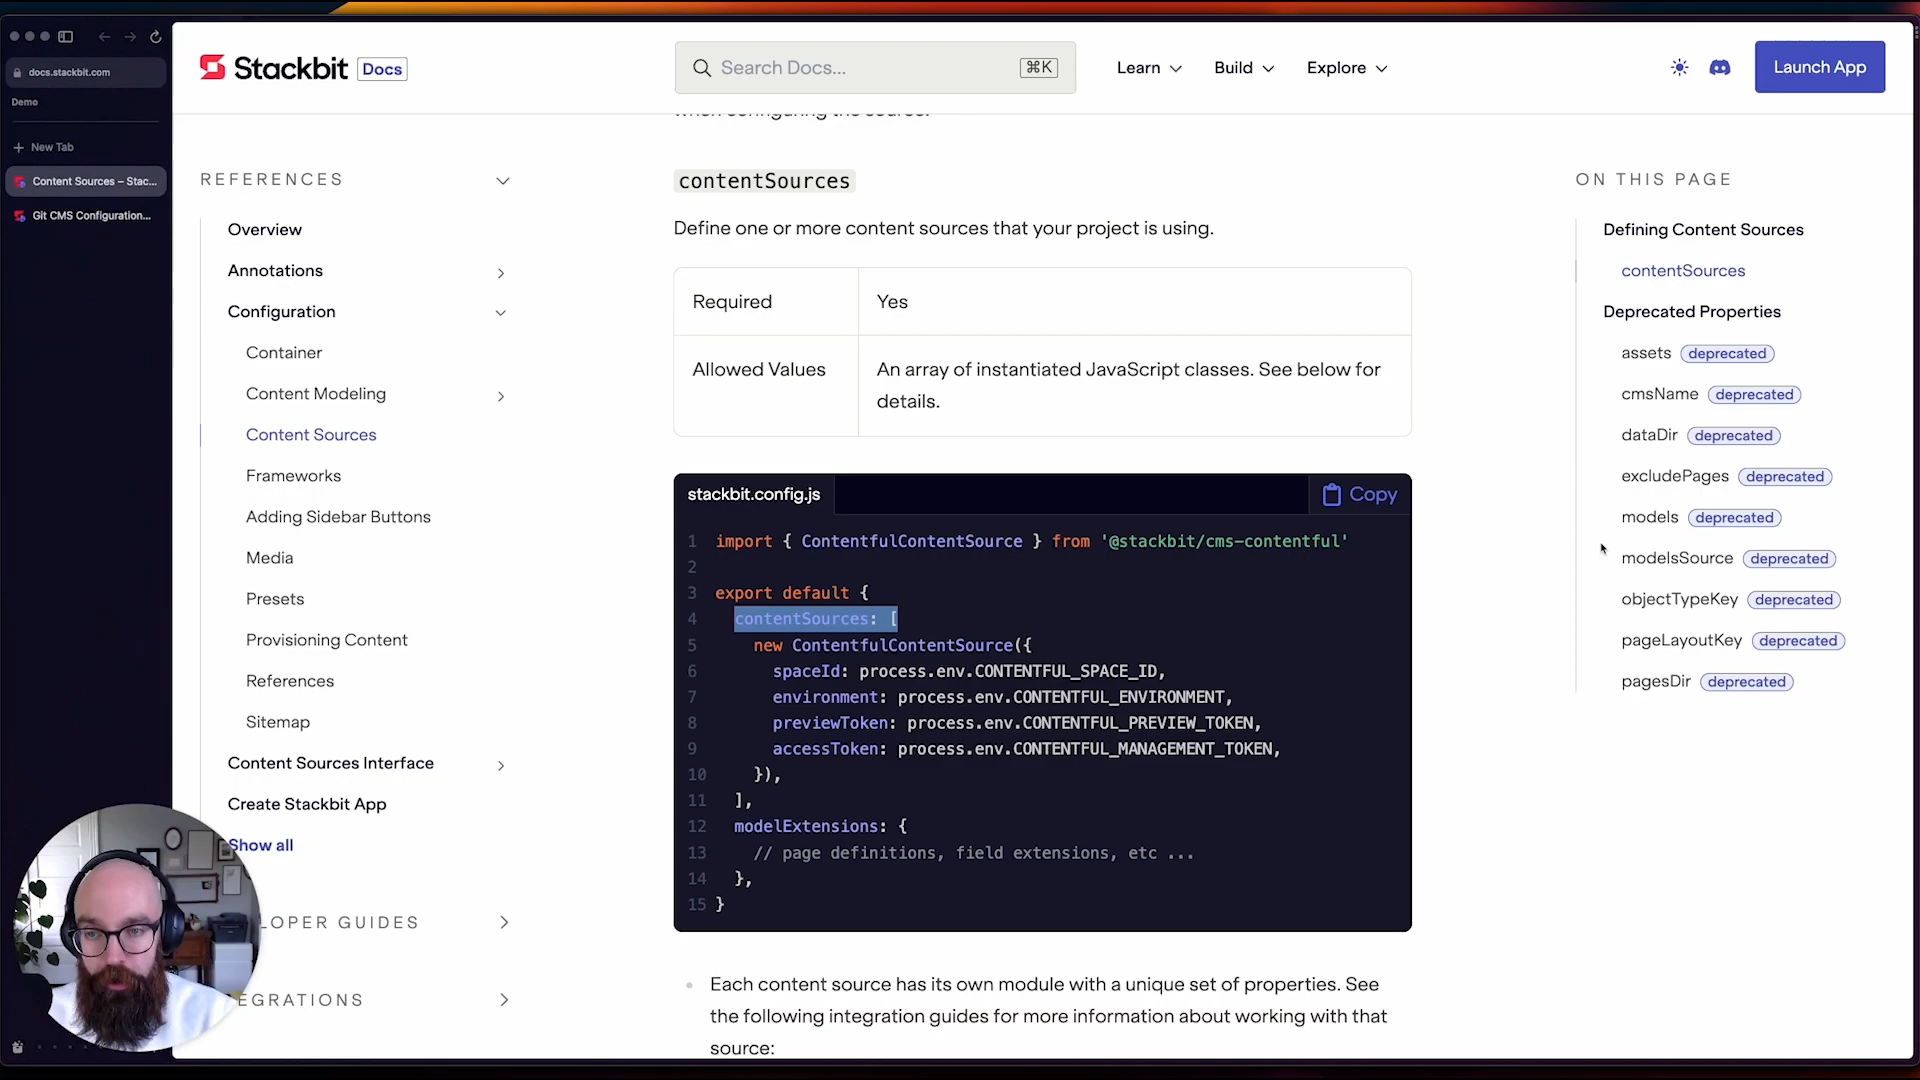 docs.stackbit.com
Demo
New Tab
Content Sources – Stac...
Git CMS Configuration...
Stackbit Docs
Search Docs...
⌘K
Learn
Build
Explore
Launch App
REFERENCES
Overview
Annotations
Configuration
Container
Content Modeling
Content Sources
Frameworks
Adding Sidebar Buttons
Media
Presets
Provisioning Content
References
Sitemap
Content Sources Interface
Create Stackbit App
Show all
LOPER GUIDES
EGRATIONS
when configuring the source.
contentSources
Define one or more content sources that your project is using.
Required Yes
Allowed Values An array of instantiated JavaScript classes. See below for
details.
stackbit.config.js
Copy
1 import { ContentfulContentSource } from '@stackbit/cms-contentful'
2
3 export default {
4 contentSources: [
5 new ContentfulContentSource({
6 spaceId: process.env.CONTENTFUL_SPACE_ID,
7 environment: process.env.CONTENTFUL_ENVIRONMENT,
8 previewToken: process.env.CONTENTFUL_PREVIEW_TOKEN,
9 accessToken: process.env.CONTENTFUL_MANAGEMENT_TOKEN,
10 }),
11 ],
12 modelExtensions: {
13 // page definitions, field extensions, etc ...
14 },
15 }
Each content source has its own module with a unique set of properties. See
the following integration guides for more information about working with that
source:
ON THIS PAGE
Defining Content Sources
contentSources
Deprecated Properties
assets deprecated
cmsName deprecated
dataDir deprecated
excludePages deprecated
models deprecated
modelsSource deprecated
objectTypeKey deprecated
pageLayoutKey deprecated
pagesDir deprecated